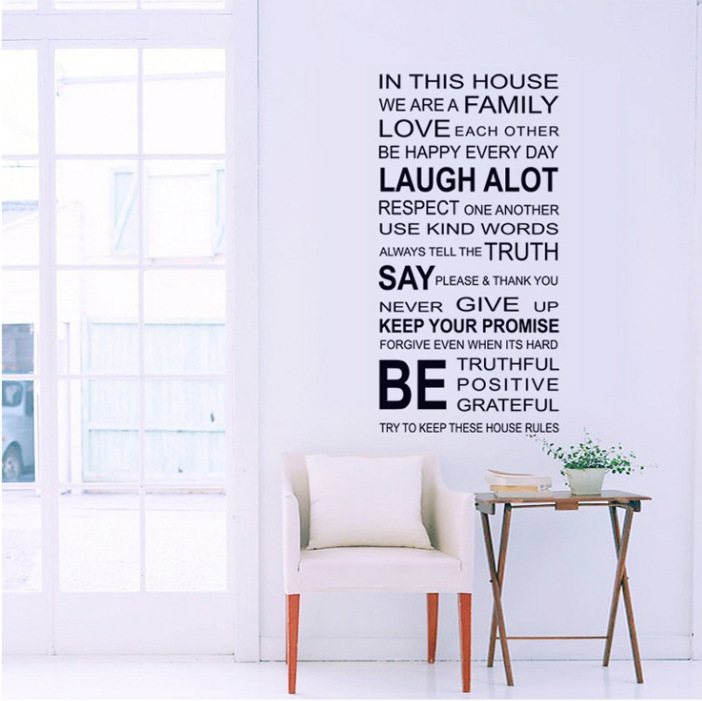 IN THIS HOUSE
WE ARE A FAMILY
LOVE EACH OTHER
BE HAPPY EVERY DAY
LAUGH ALOT
RESPECT ONE ANOTHER
USE KIND WORDS
ALWAYS TELL THE TRUTH
SAY PLEASE & THANK YOU
NEVER GIVE UP
KEEP YOUR PROMISE
FORGIVE EVEN WHEN ITS HARD
BE TRUTHFUL
POSITIVE
GRATEFUL
TRY TO KEEP THESE HOUSE RULES